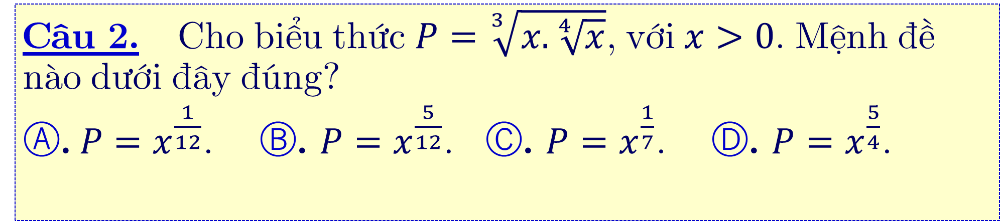 Câu 2. Cho biểu thức $P = \sqrt[3]{x.\sqrt[4]{x}}$, với $x > 0$. Mệnh đề
nào dưới đây đúng?
Ⓐ. $P = x^{\frac{1}{12}}$. Ⓑ. $P = x^{\frac{5}{12}}$. Ⓒ. $P = x^{\frac{1}{7}}$. Ⓓ. $P = x^{\frac{5}{4}}$.